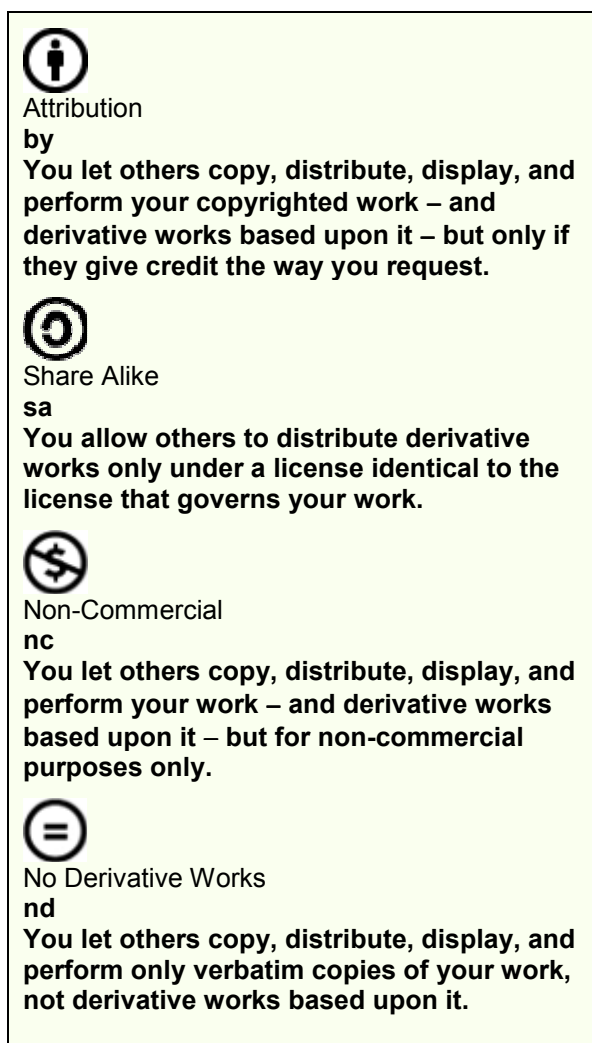 Attribution
by
You let others copy, distribute, display, and
perform your copyrighted work – and
derivative works based upon it – but only if
they give credit the way you request.
Share Alike
sa
You allow others to distribute derivative
works only under a license identical to the
license that governs your work.
Non-Commercial
nc
You let others copy, distribute, display, and
perform your work – and derivative works
based upon it – but for non-commercial
purposes only.
No Derivative Works
nd
You let others copy, distribute, display, and
perform only verbatim copies of your work,
not derivative works based upon it.